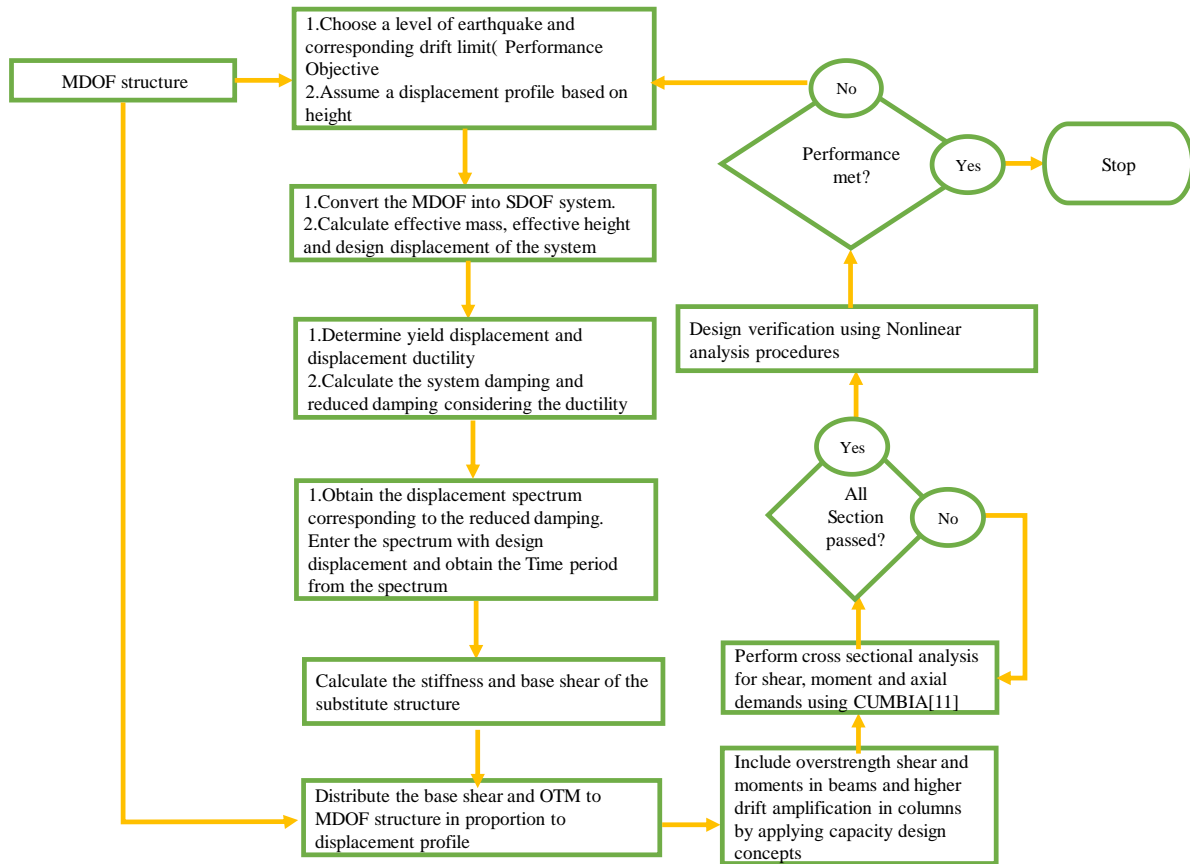 MDOF structure
1.Choose a level of earthquake and
corresponding drift limit( Performance
Objective
2.Assume a displacement profile based on
height
1.Convert the MDOF into SDOF system.
2.Calculate effective mass, effective height
and design displacement of the system
1.Determine yield displacement and
displacement ductility
2.Calculate the system damping and
reduced damping considering the ductility
1.Obtain the displacement spectrum
corresponding to the reduced damping.
Enter the spectrum with design
displacement and obtain the Time period
from the spectrum
Calculate the stiffness and base shear of the
substitute structure
Distribute the base shear and OTM to
MDOF structure in proportion to
displacement profile
Include overstrength shear and
moments in beams and higher
drift amplification in columns
by applying capacity design
concepts
Perform cross sectional analysis
for shear, moment and axial
demands using CUMBIA[11]
All
Section
passed?
Yes
No
Design verification using Nonlinear
analysis procedures
Performance
met?
No
Yes
Stop